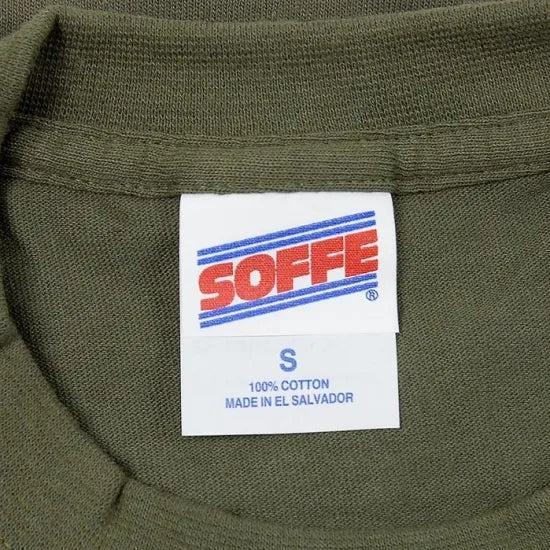 SOFFE®
S
100% COTTON
MADE IN EL SALVADOR